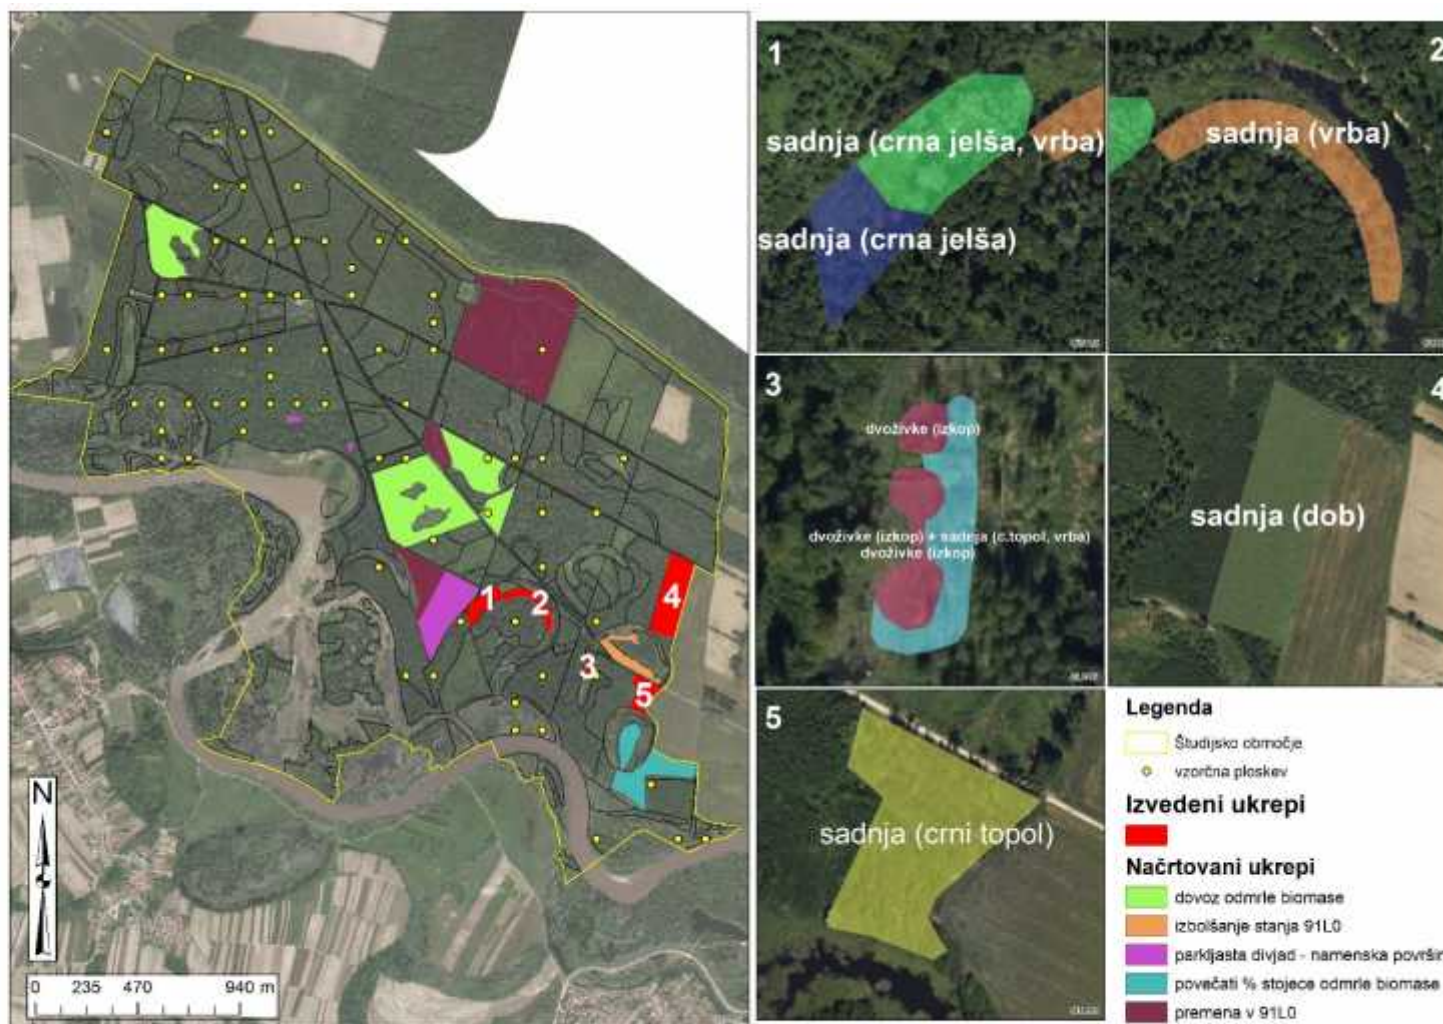 1
2
3
4
5
N
0 235 470 940 m
1
sadnja (crna jelša, vrba)
sadnja (crna jelša)
2
sadnja (vrba)
3
dvoživke (izkop)
dvoživke (izkop) + sadnja (č.topol, vrba)
dvoživke (izkop)
4
sadnja (dob)
5
sadnja (crni topol)
Legenda
Študijsko območje
vzorčna ploskev
Izvedeni ukrepi
Načrtovani ukrepi
dovoz odmrle biomase
izbolšanje stanja 91L0
parkljasta divjad - namenska površin
povečati % stoječe odmrle biomase
premena v 91L0